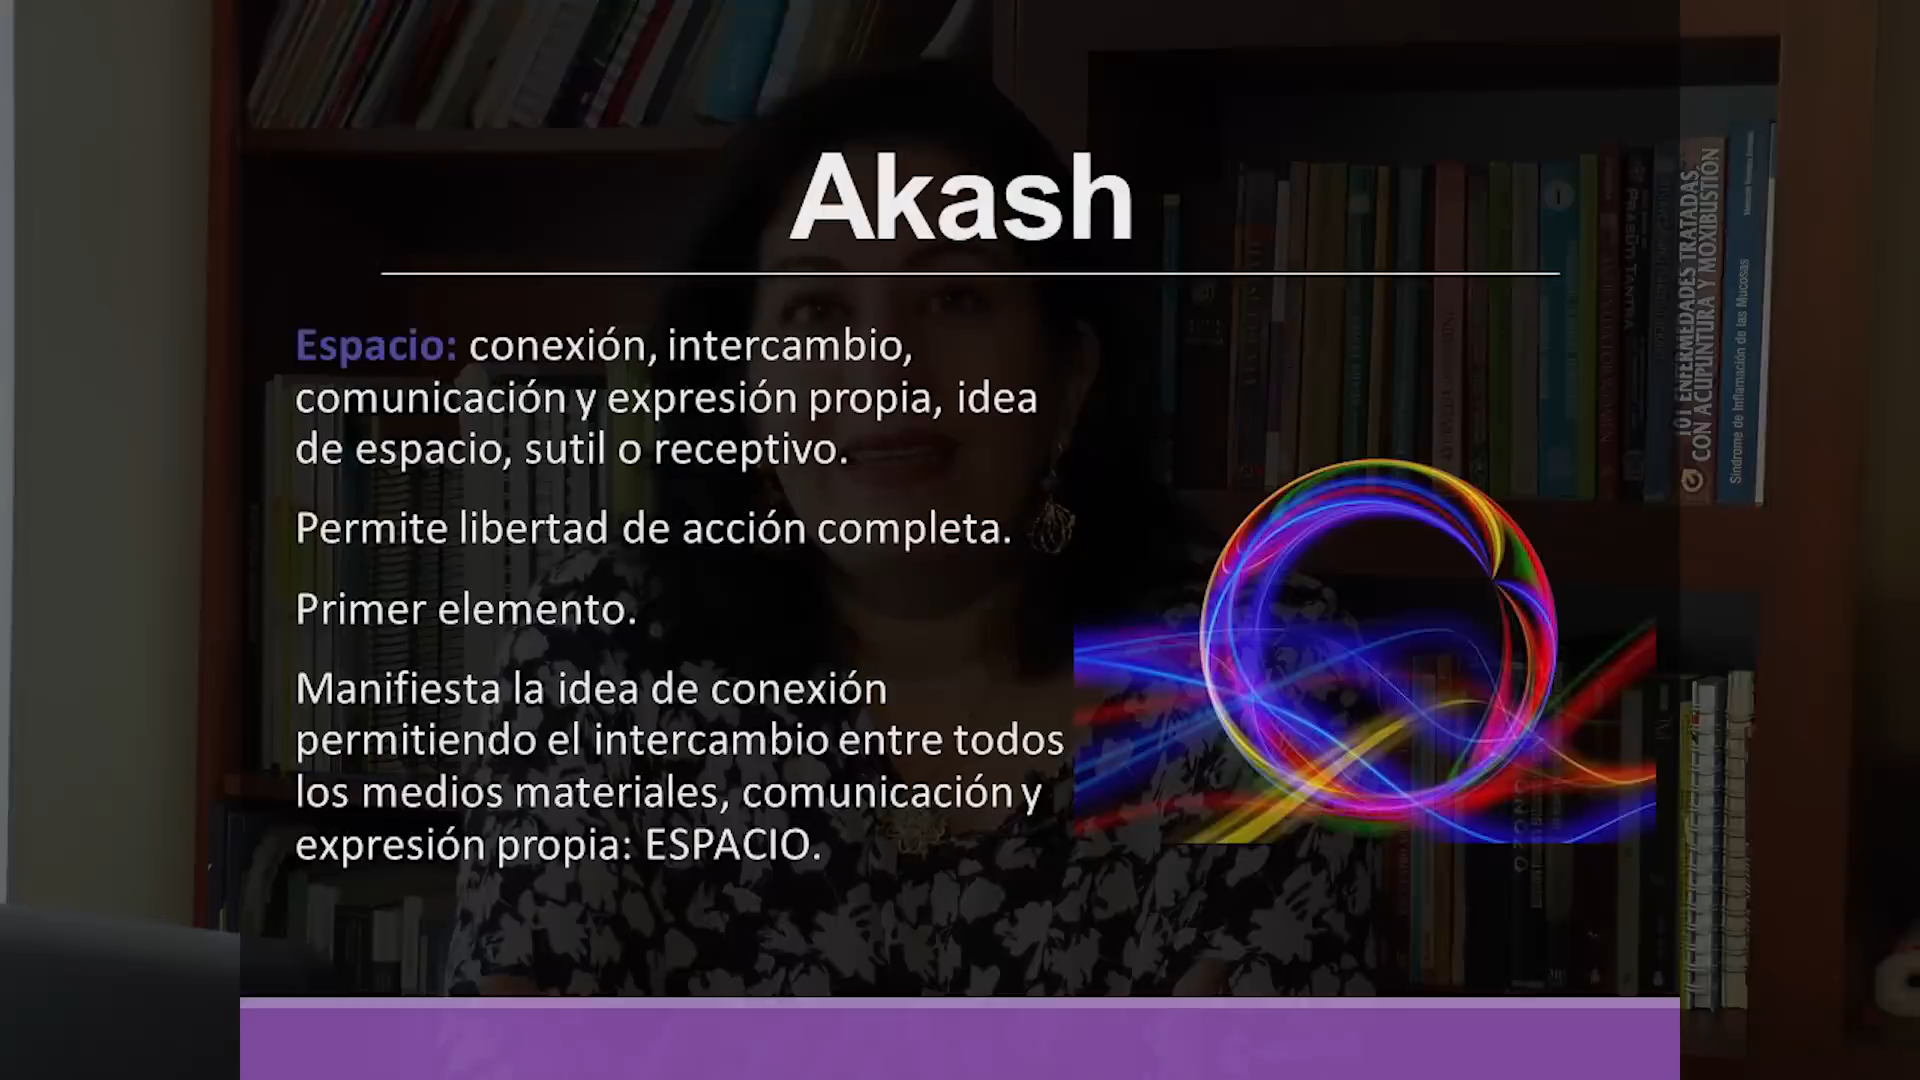 Akash
Espacio: conexión, intercambio,
comunicación y expresión propia, idea
de espacio, sutil o receptivo.
Permite libertad de acción completa.
Primer elemento.
Manifiesta la idea de conexión
permitiendo el intercambio entre todos
los medios materiales, comunicación y
expresión propia: ESPACIO.
101 ENFERMEDADES TRATADAS
CON ACUPUNTURA Y MOXIBUSTIÓN
Síndrome de Inflamación de las Mucosas